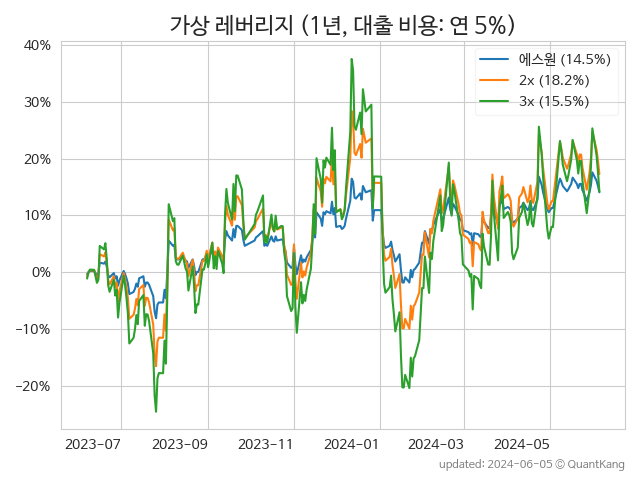 가상 레버리지 (1년, 대출 비용: 연 5%)
40%
30%
20%
10%
0%
−10%
−20%
에스원 (14.5%)
2x (18.2%)
3x (15.5%)
2023-07 2023-09 2023-11 2024-01 2024-03 2024-05
updated: 2024-06-05 © QuantKang